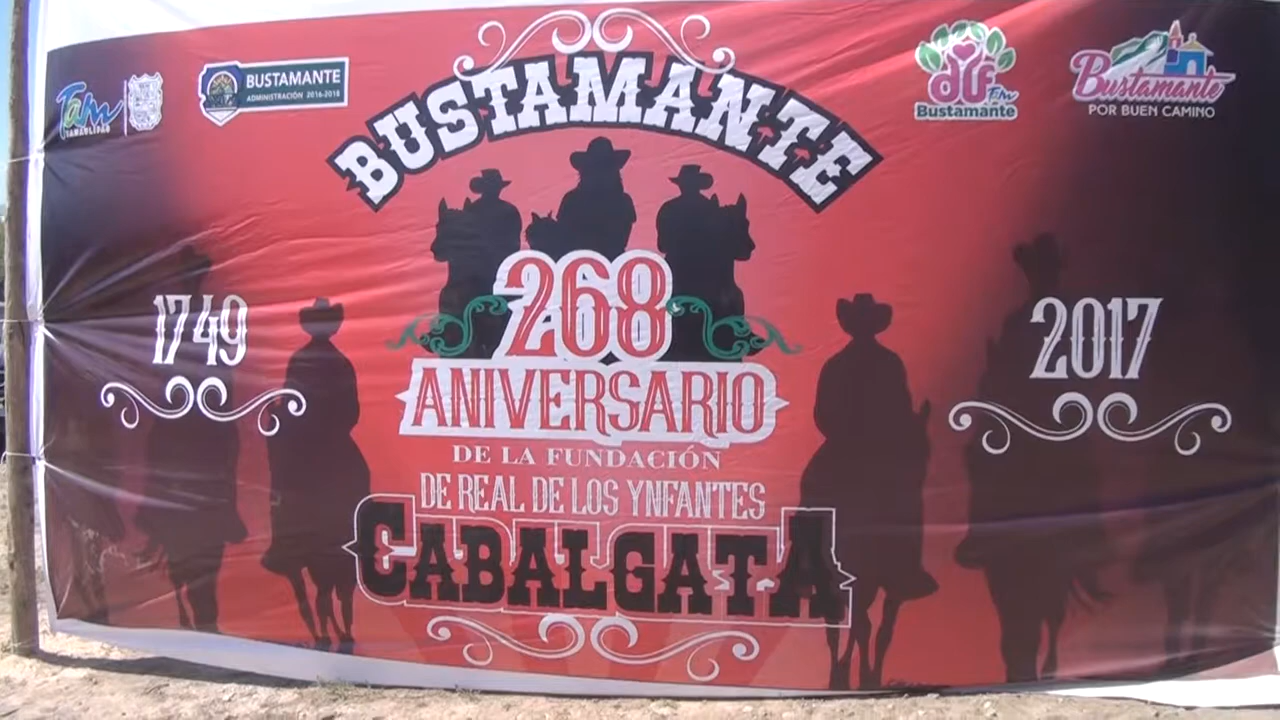 Tam
TAMAULIPAS
BUSTAMANTE
ADMINISTRACIÓN 2016-2018
BUSTAMANTE
dif Tam
Bustamante
Bustamante
POR BUEN CAMINO
1749
268
ANIVERSARIO
DE LA FUNDACIÓN
DE REAL DE LOS YNFANTES
CABALGATA
2017